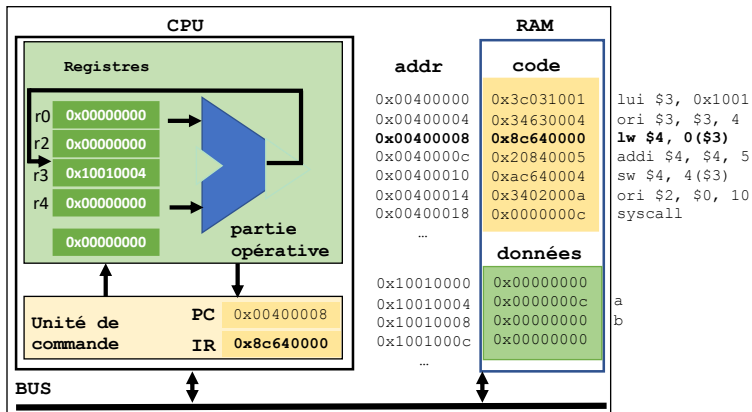 CPU
RAM
Registres
addr
code
r0 0x00000000
r2 0x00000000
r3 0x10010004
r4 0x00000000
0x00000000
partie
opérative
0x00400000 0x3c031001 lui $3, 0x1001
0x00400004 0x34630004 ori $3, $3, 4
0x00400008 0x8c640000 lw $4, 0($3)
0x0040000c 0x20840005 addi $4, $4, 5
0x00400010 0xac640004 sw $4, 4($3)
0x00400014 0x3402000a ori $2, $0, 10
0x00400018 0x0000000c syscall
…
données
0x10010000 0x00000000
0x10010004 0x0000000c a
0x10010008 0x00000000 b
0x1001000c 0x00000000
…
Unité de
commande
PC 0x00400008
IR 0x8c640000
BUS